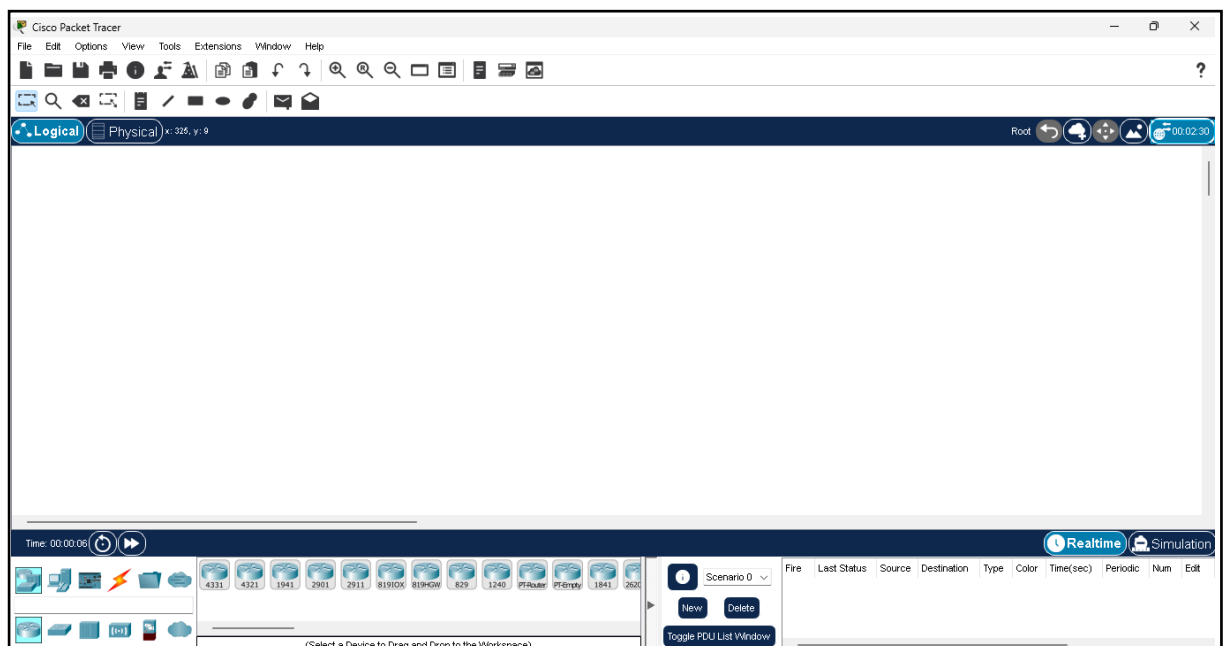 Cisco Packet Tracer
File Edit Options View Tools Extensions Window Help
?
Logical Physical x: 325, y: 9 Root 00:02:30
Time: 00:00:06 Realtime Simulation
4331 4321 1941 2901 2911 819IOX 819HGW 829 1240 PT-Router PT-Empty 1841 262
Scenario 0
Fire Last Status Source Destination Type Color Time(sec) Periodic Num Edit
New Delete
Toggle PDU List Window
(Select a Device to Drag and Drop to the Workspace)